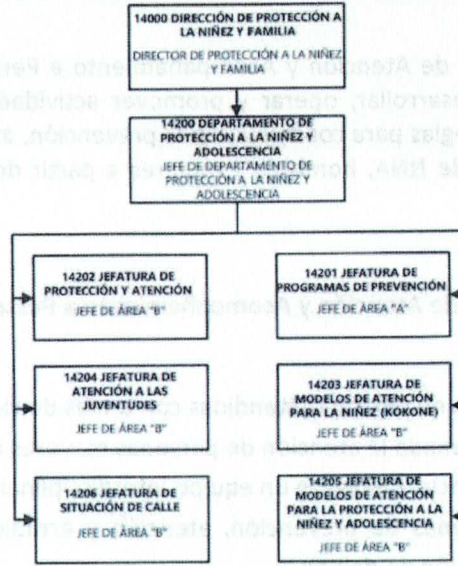 14000 DIRECCIÓN DE PROTECCIÓN A
LA NIÑEZ Y FAMILIA
DIRECTOR DE PROTECCIÓN A LA NIÑEZ
Y FAMILIA
14200 DEPARTAMENTO DE
PROTECCIÓN A LA NIÑEZ Y
ADOLESCENCIA
JEFE DE DEPARTAMENTO DE
PROTECCIÓN A LA NIÑEZ Y
ADOLESCENCIA
14202 JEFATURA DE
PROTECCIÓN Y ATENCIÓN
JEFE DE ÁREA "B"
14201 JEFATURA DE
PROGRAMAS DE PREVENCIÓN
JEFE DE ÁREA "A"
14204 JEFATURA DE
ATENCIÓN A LAS
JUVENTUDES
JEFE DE ÁREA "B"
14203 JEFATURA DE
MODELOS DE ATENCIÓN
PARA LA NIÑEZ (KOKONE)
JEFE DE ÁREA "B"
14206 JEFATURA DE
SITUACIÓN DE CALLE
JEFE DE ÁREA "B"
14205 JEFATURA DE
MODELOS DE ATENCIÓN
PARA LA PROTECCIÓN A LA
NIÑEZ Y ADOLESCENCIA
JEFE DE ÁREA "B"